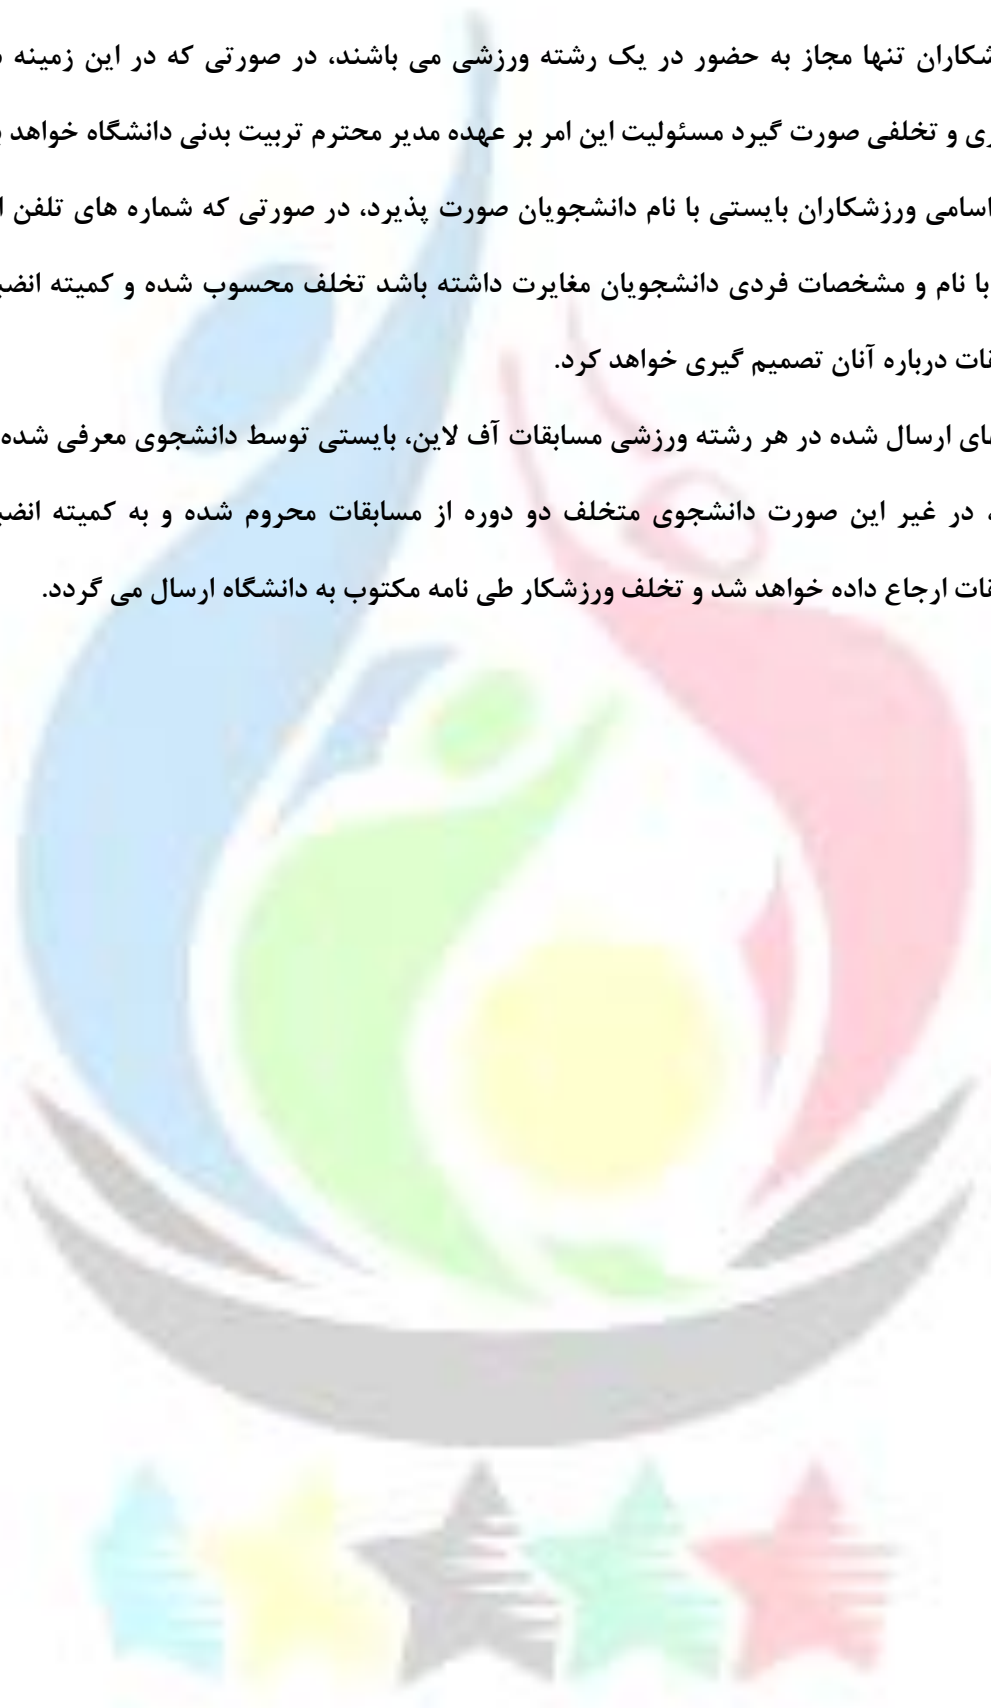 شکاران تنها مجاز به حضور در یک رشته ورزشی می باشند، در صورتی که در این زمینه
ری و تخلفی صورت گیرد مسئولیت این امر بر عهده مدیر محترم تربیت بدنی دانشگاه خواهد
اسامی ورزشکاران بایستی با نام دانشجویان صورت پذیرد، در صورتی که شماره های تلفن
با نام و مشخصات فردی دانشجویان مغایرت داشته باشد تخلف محسوب شده و کمیته انضب
قات درباره آنان تصمیم گیری خواهد کرد.
های ارسال شده در هر رشته ورزشی مسابقات آف لاین، بایستی توسط دانشجوی معرفی شده
، در غیر این صورت دانشجوی متخلف دو دوره از مسابقات محروم شده و به کمیته انضب
قات ارجاع داده خواهد شد و تخلف ورزشکار طی نامه مکتوب به دانشگاه ارسال می گردد.